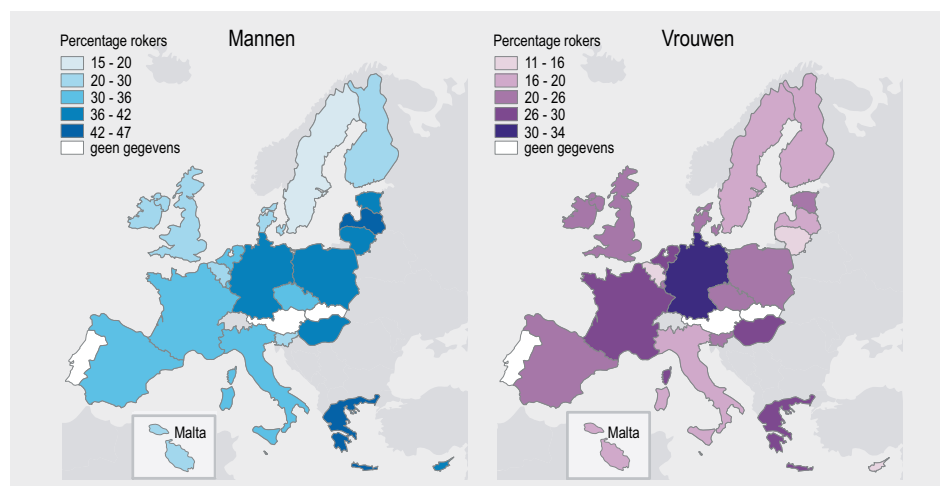 Mannen
Percentage rokers
15 - 20
20 - 30
30 - 36
36 - 42
42 - 47
geen gegevens
Malta
Vrouwen
Percentage rokers
11 - 16
16 - 20
20 - 26
26 - 30
30 - 34
geen gegevens
Malta